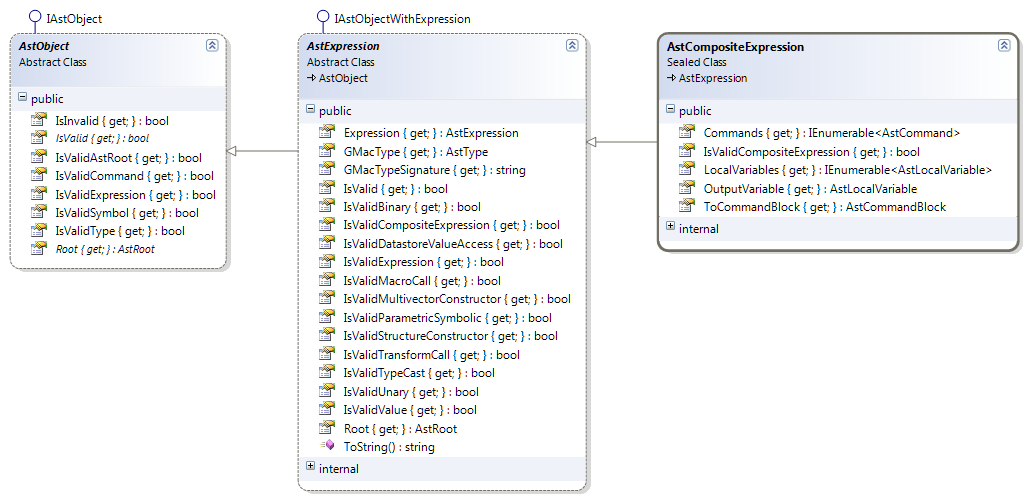 IAstObject
AstObject
Abstract Class
public
IsInvalid { get; } : bool
IsValid { get; } : bool
IsValidAstRoot { get; } : bool
IsValidCommand { get; } : bool
IsValidExpression { get; } : bool
IsValidSymbol { get; } : bool
IsValidType { get; } : bool
Root { get; } : AstRoot
IAstObjectWithExpression
AstExpression
Abstract Class
AstObject
public
Expression { get; } : AstExpression
GMacType { get; } : AstType
GMacTypeSignature { get; } : string
IsValid { get; } : bool
IsValidBinary { get; } : bool
IsValidCompositeExpression { get; } : bool
IsValidDatastoreValueAccess { get; } : bool
IsValidExpression { get; } : bool
IsValidMacroCall { get; } : bool
IsValidMultivectorConstructor { get; } : bool
IsValidParametricSymbolic { get; } : bool
IsValidStructureConstructor { get; } : bool
IsValidTransformCall { get; } : bool
IsValidTypeCast { get; } : bool
IsValidUnary { get; } : bool
IsValidValue { get; } : bool
Root { get; } : AstRoot
ToString() : string
internal
AstCompositeExpression
Sealed Class
AstExpression
public
Commands { get; } : IEnumerable<AstCommand>
IsValidCompositeExpression { get; } : bool
LocalVariables { get; } : IEnumerable<AstLocalVariable>
OutputVariable { get; } : AstLocalVariable
ToCommandBlock { get; } : AstCommandBlock
internal